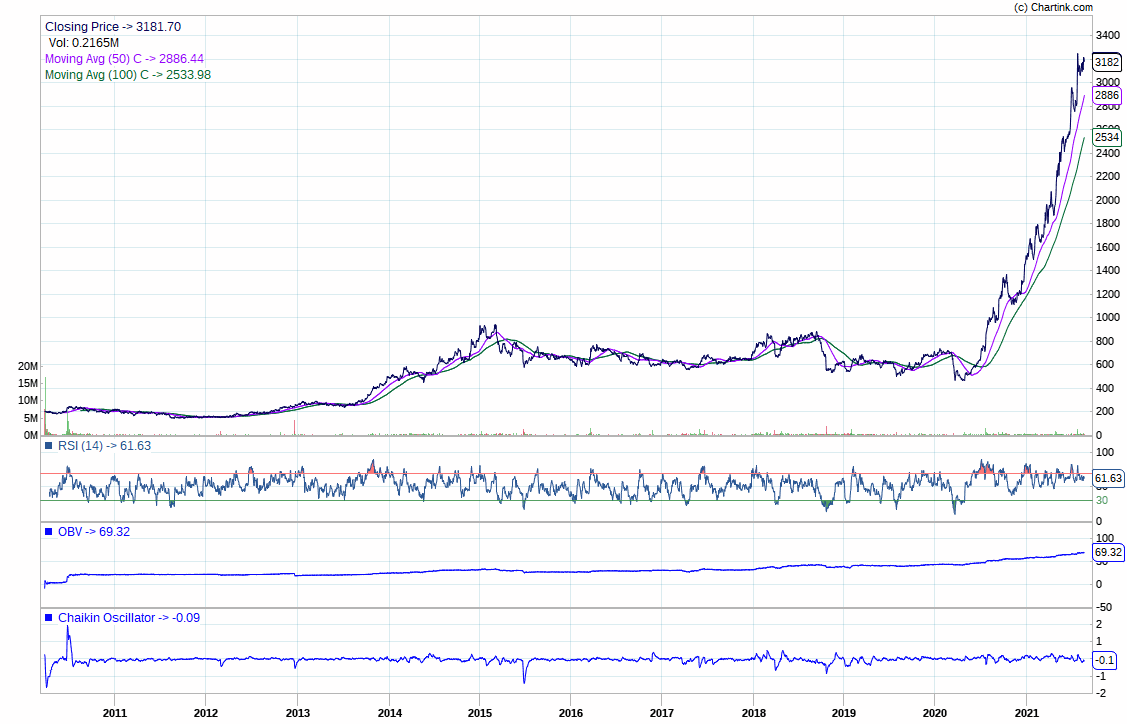 (c) Chartink.com
Closing Price -> 3181.70
Vol: 0.2165M
Moving Avg (50) C -> 2886.44
Moving Avg (100) C -> 2533.98
3400
3182
3000
2886
2800
2600
2534
2400
2200
2000
1800
1600
1400
1200
1000
800
600
400
200
0
20M
15M
10M
5M
0M
RSI (14) -> 61.63
100
61.63
50
30
0
OBV -> 69.32
100
69.32
50
0
-50
Chaikin Oscillator -> -0.09
2
1
-0.1
-1
-2
2011 2012 2013 2014 2015 2016 2017 2018 2019 2020 2021